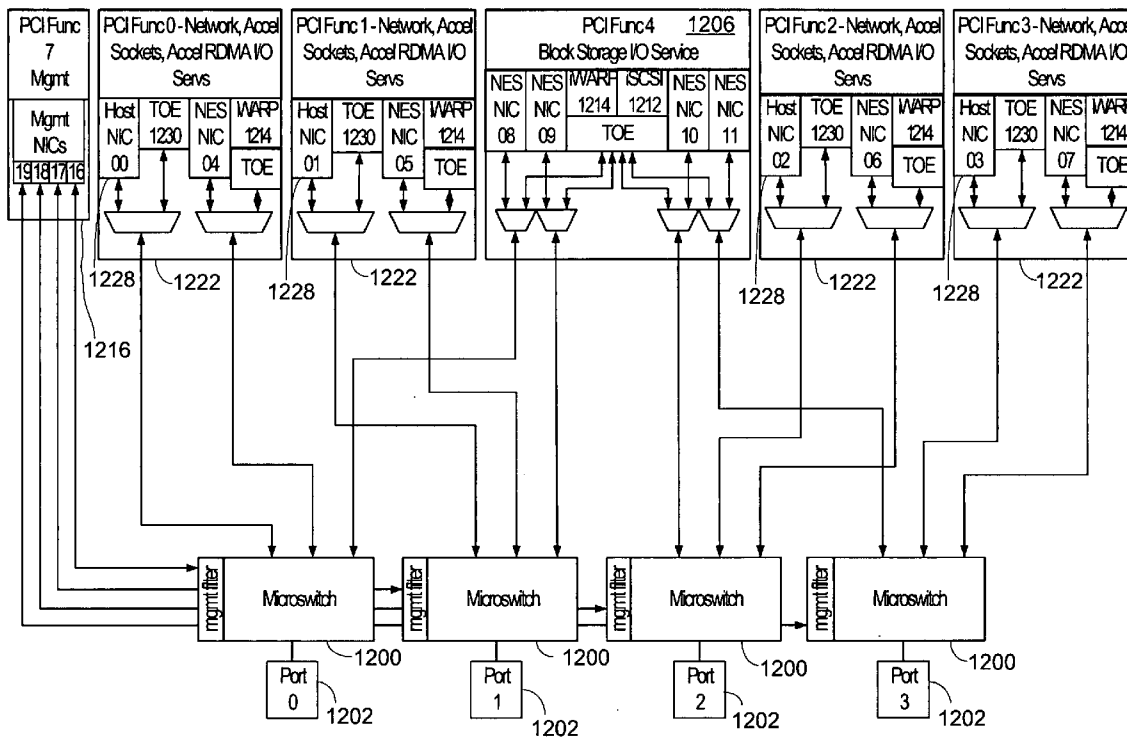 PCI Func
7
Mgmt
Mgmt
NICs
19 18 17 16
PCI Func 0 - Network, Accel
Sockets, Accel RDMA I/O
Servs
Host
NIC
00
TOE
1230
NES
NIC
04
iWARP
1214
TOE
PCI Func 1 - Network, Accel
Sockets, Accel RDMA I/O
Servs
Host
NIC
01
TOE
1230
NES
NIC
05
iWARP
1214
TOE
PCI Func 4 1206
Block Storage I/O Service
NES
NIC
08
NES
NIC
09
iWARP
1214
iSCSI
1212
TOE
NES
NIC
10
NES
NIC
11
PCI Func 2 - Network, Accel
Sockets, Accel RDMA I/O
Servs
Host
NIC
02
TOE
1230
NES
NIC
06
iWARP
1214
TOE
PCI Func 3 - Network, Accel
Sockets, Accel RDMA I/O
Servs
Host
NIC
03
TOE
1230
NES
NIC
07
iWARP
1214
TOE
1228
1222
1228
1222
1228
1222
1228
1222
1216
mgmt filter
Microswitch
mgmt filter
Microswitch
mgmt filter
Microswitch
mgmt filter
Microswitch
1200
1200
1200
1200
Port
0
1202
Port
1
1202
Port
2
1202
Port
3
1202